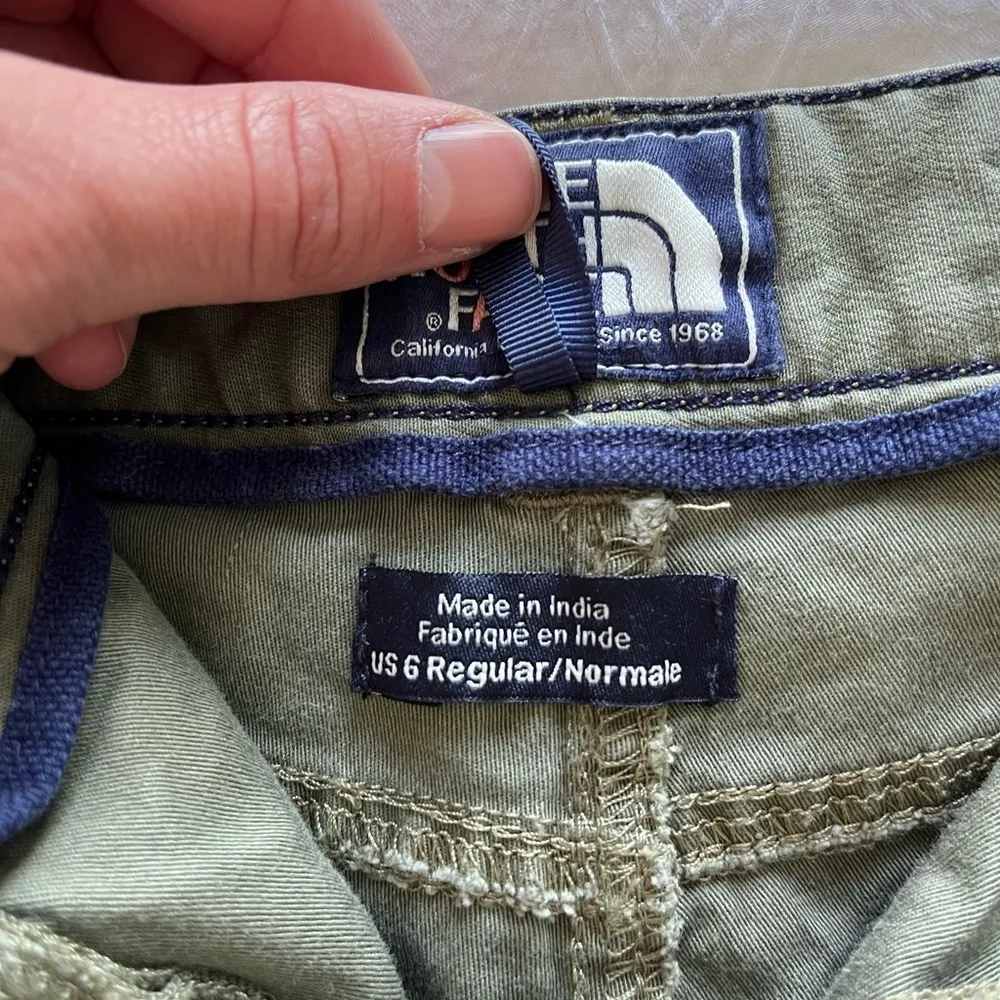 E
® F
California since 1968
Made in India
Fabriqué en Inde
US 6 Regular/Normale